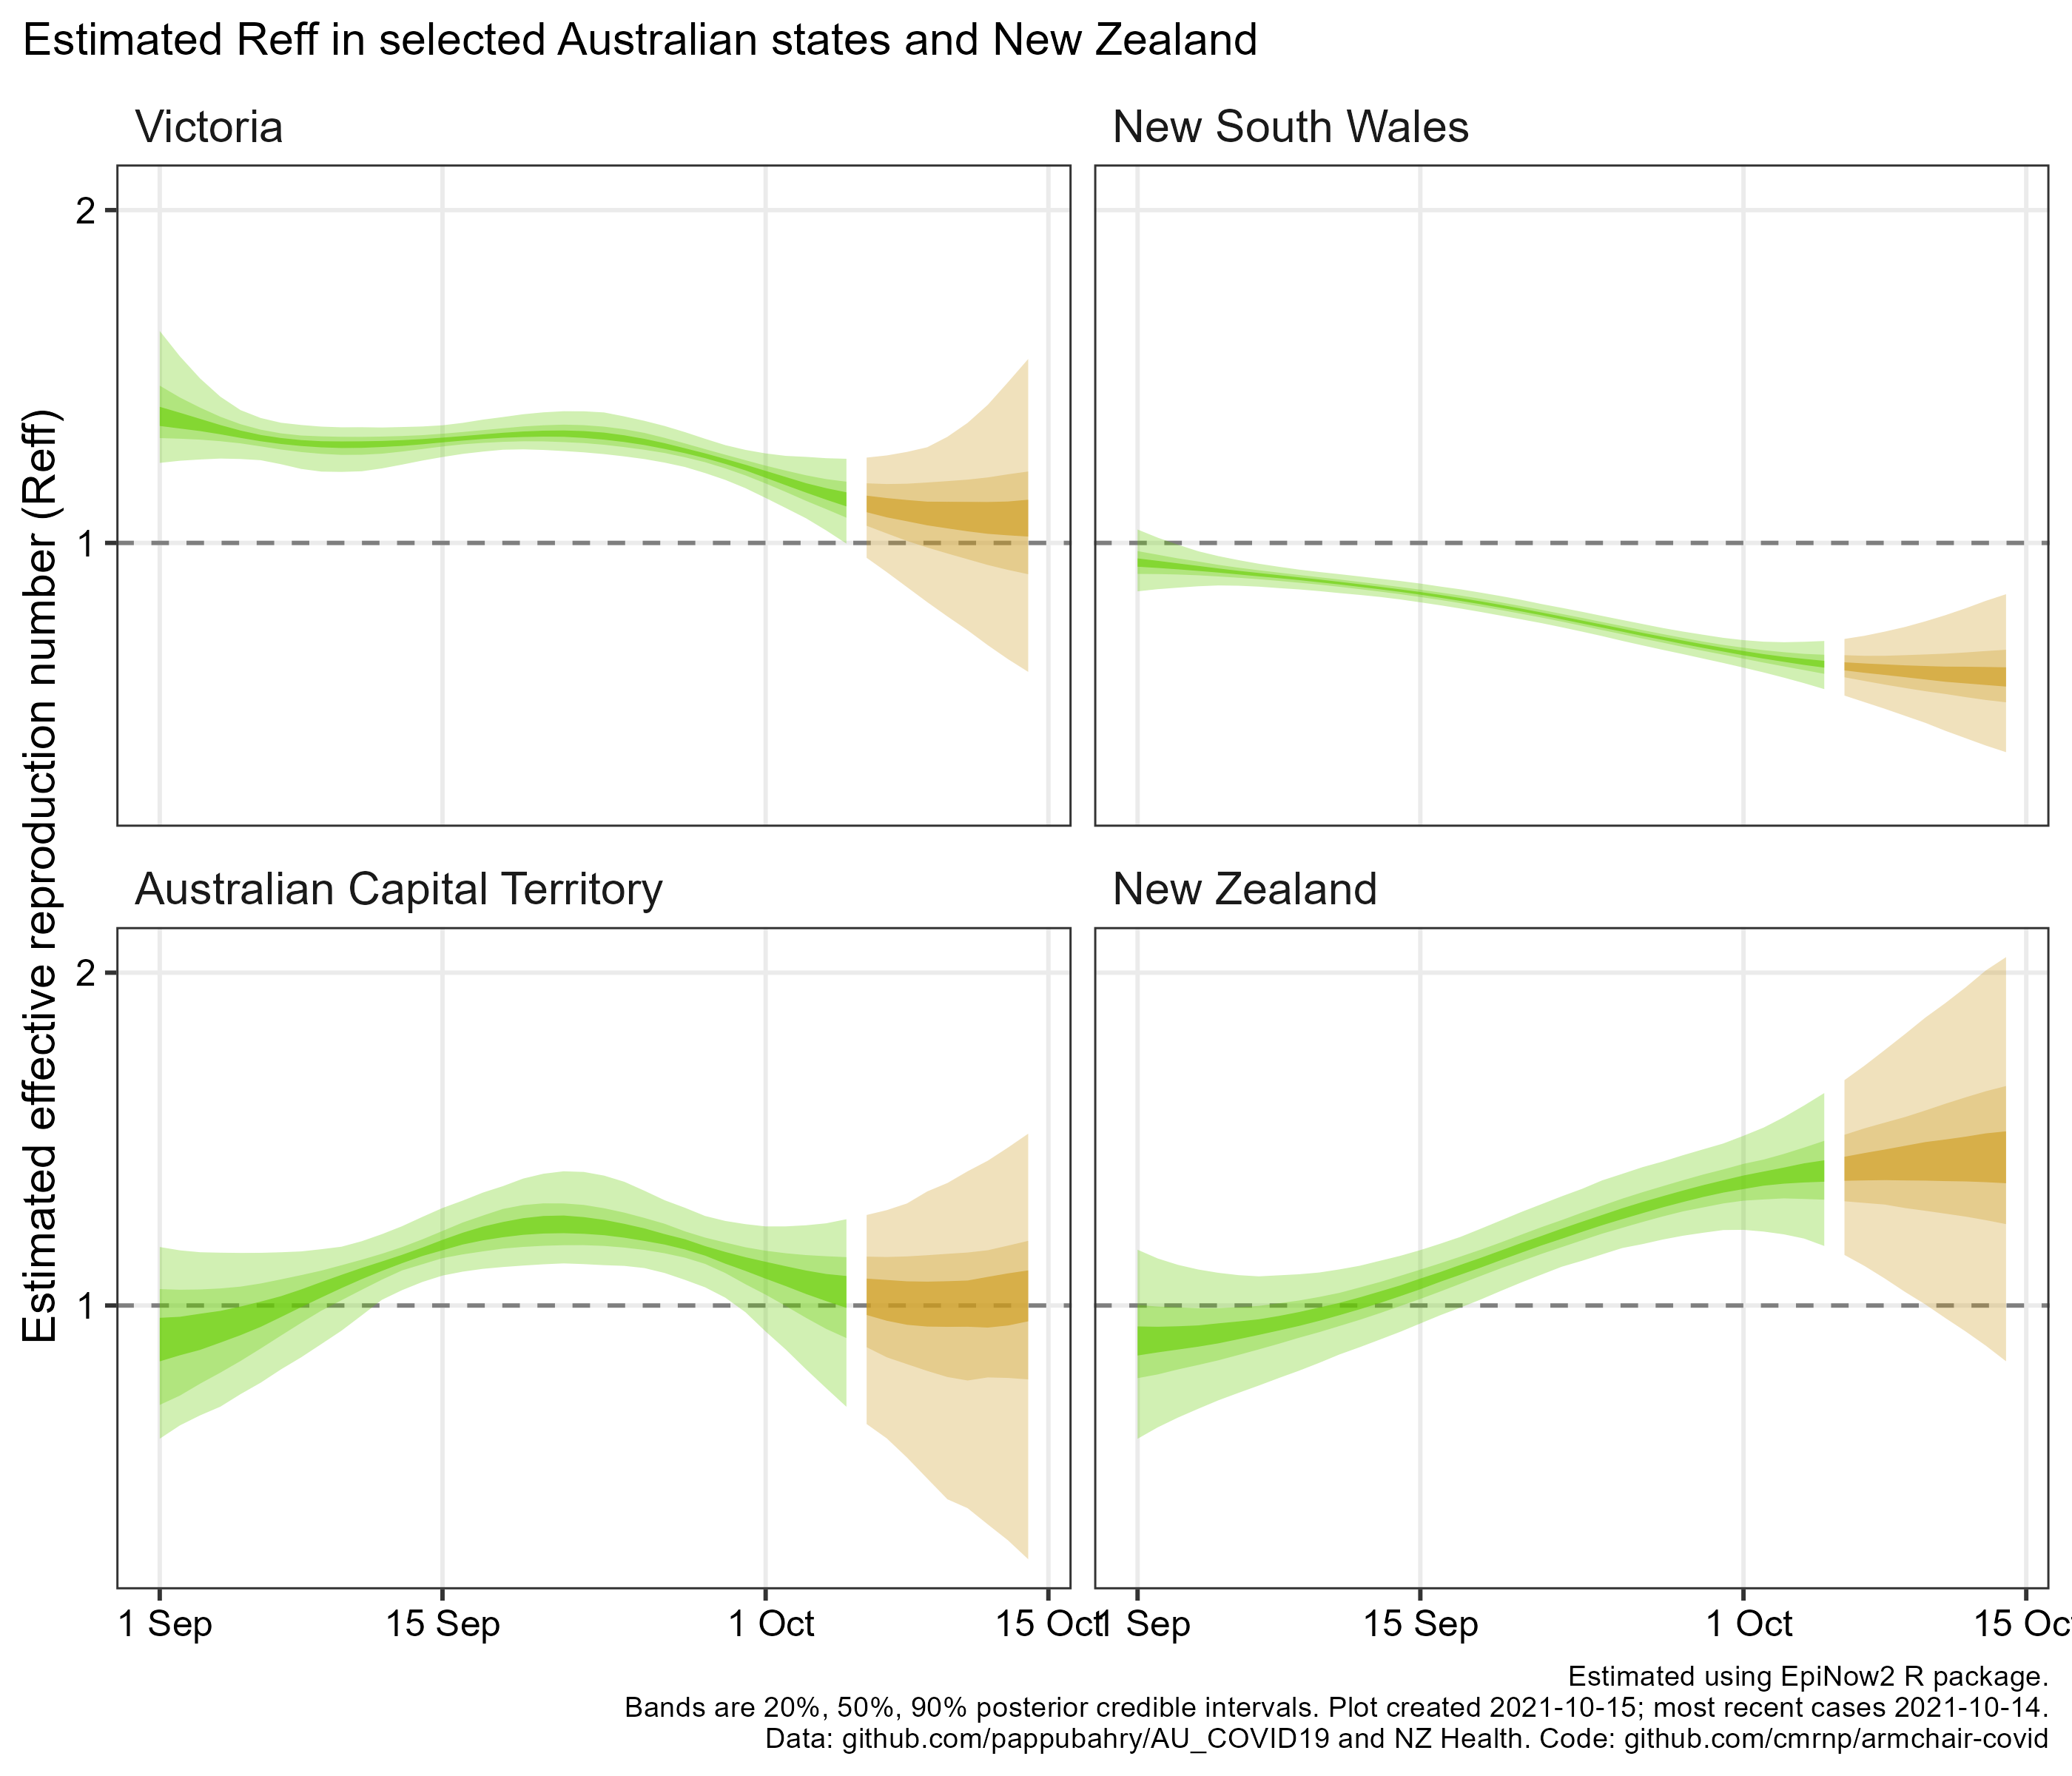 Estimated Reff in selected Australian states and New Zealand
Victoria
New South Wales
2
1
Estimated effective reproduction number (Reff)
Australian Capital Territory
New Zealand
2
1
1 Sep
15 Sep
1 Oct
15 Oct
1 Sep
15 Sep
1 Oct
15 Oc
Estimated using EpiNow2 R package.
Bands are 20%, 50%, 90% posterior credible intervals. Plot created 2021-10-15; most recent cases 2021-10-14.
Data: github.com/pappubahry/AU_COVID19 and NZ Health. Code: github.com/cmrnp/armchair-covid